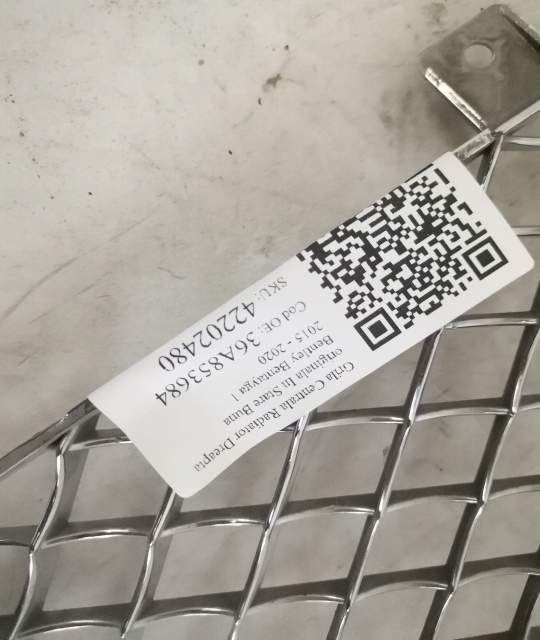 Grila Centrala Radiator Dreapta
originala In Stare Buna
Bentley Bentayga 1
2015 - 2020
Cod OE: 36A853684
SKU: 42202480